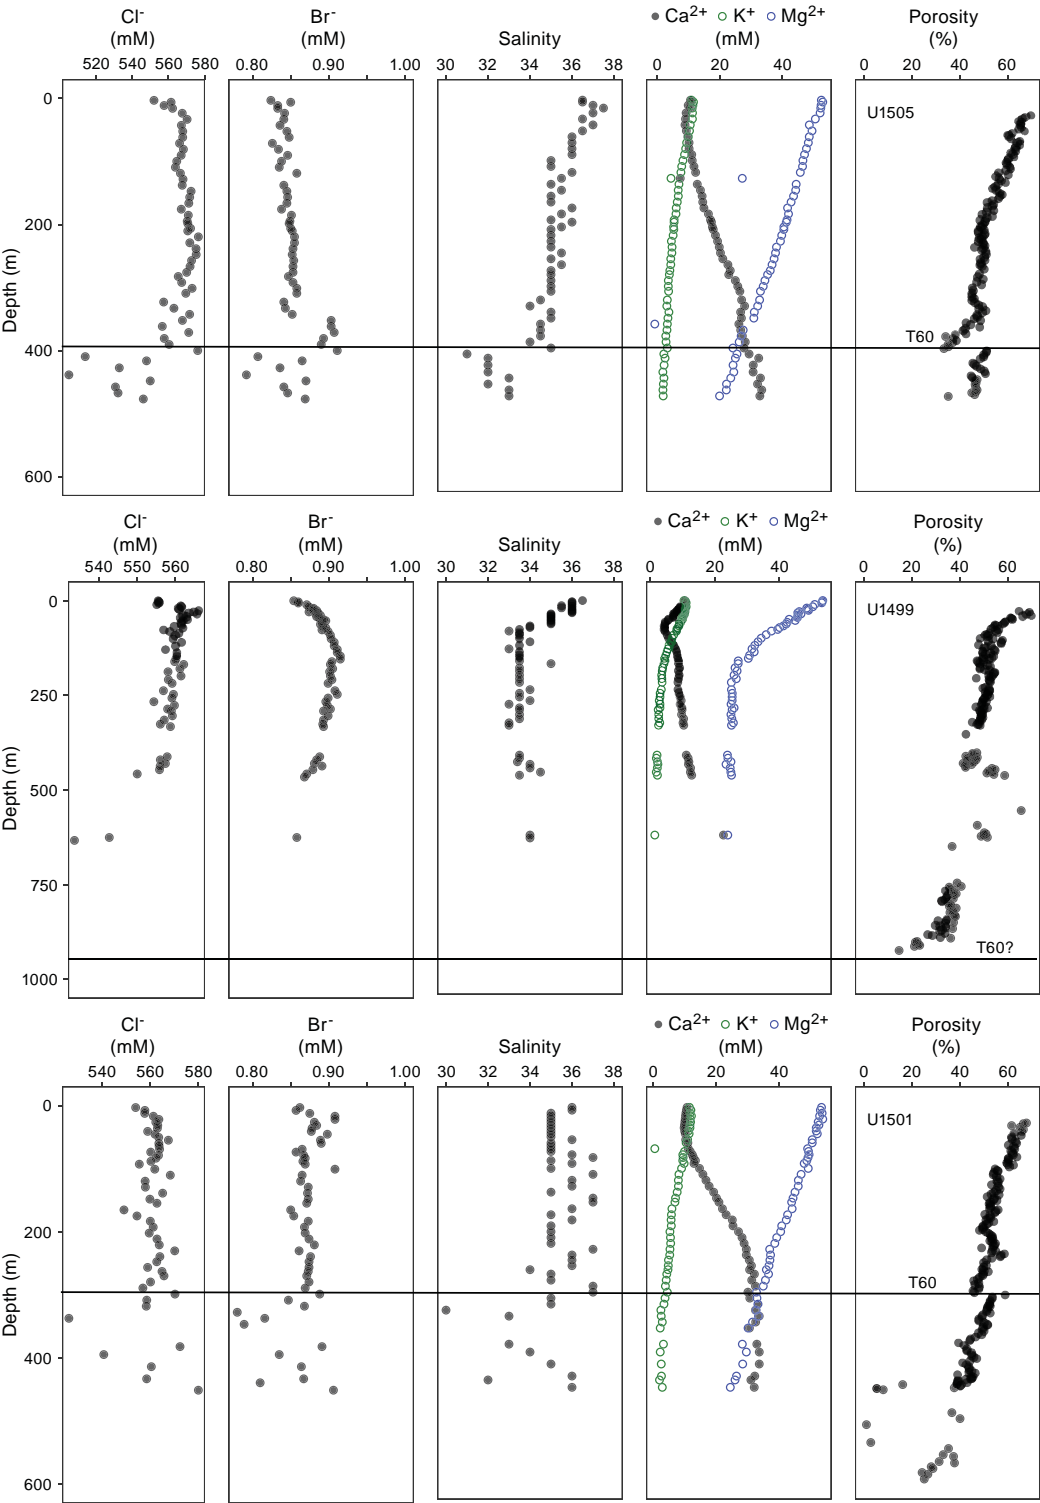 Cl- Br- Salinity Ca2+ K+ Mg2+ Porosity
(mM) (mM) (mM) (%)
520 540 560 580 0.80 0.90 1.00 30 32 34 36 38 0 20 40 0 20 40 60
0 U1505
200
T60
400
600
Depth (m)
Cl- Br- Salinity Ca2+ K+ Mg2+ Porosity
(mM) (mM) (mM) (%)
540 550 560 0.80 0.90 1.00 30 32 34 36 38 0 20 40 0 20 40 60
0 U1499
250
500
750
T60?
1000
Depth (m)
Cl- Br- Salinity Ca2+ K+ Mg2+ Porosity
(mM) (mM) (mM) (%)
540 560 580 0.80 0.90 1.00 30 32 34 36 38 0 20 40 0 20 40 60
0 U1501
200
T60
400
600
Depth (m)